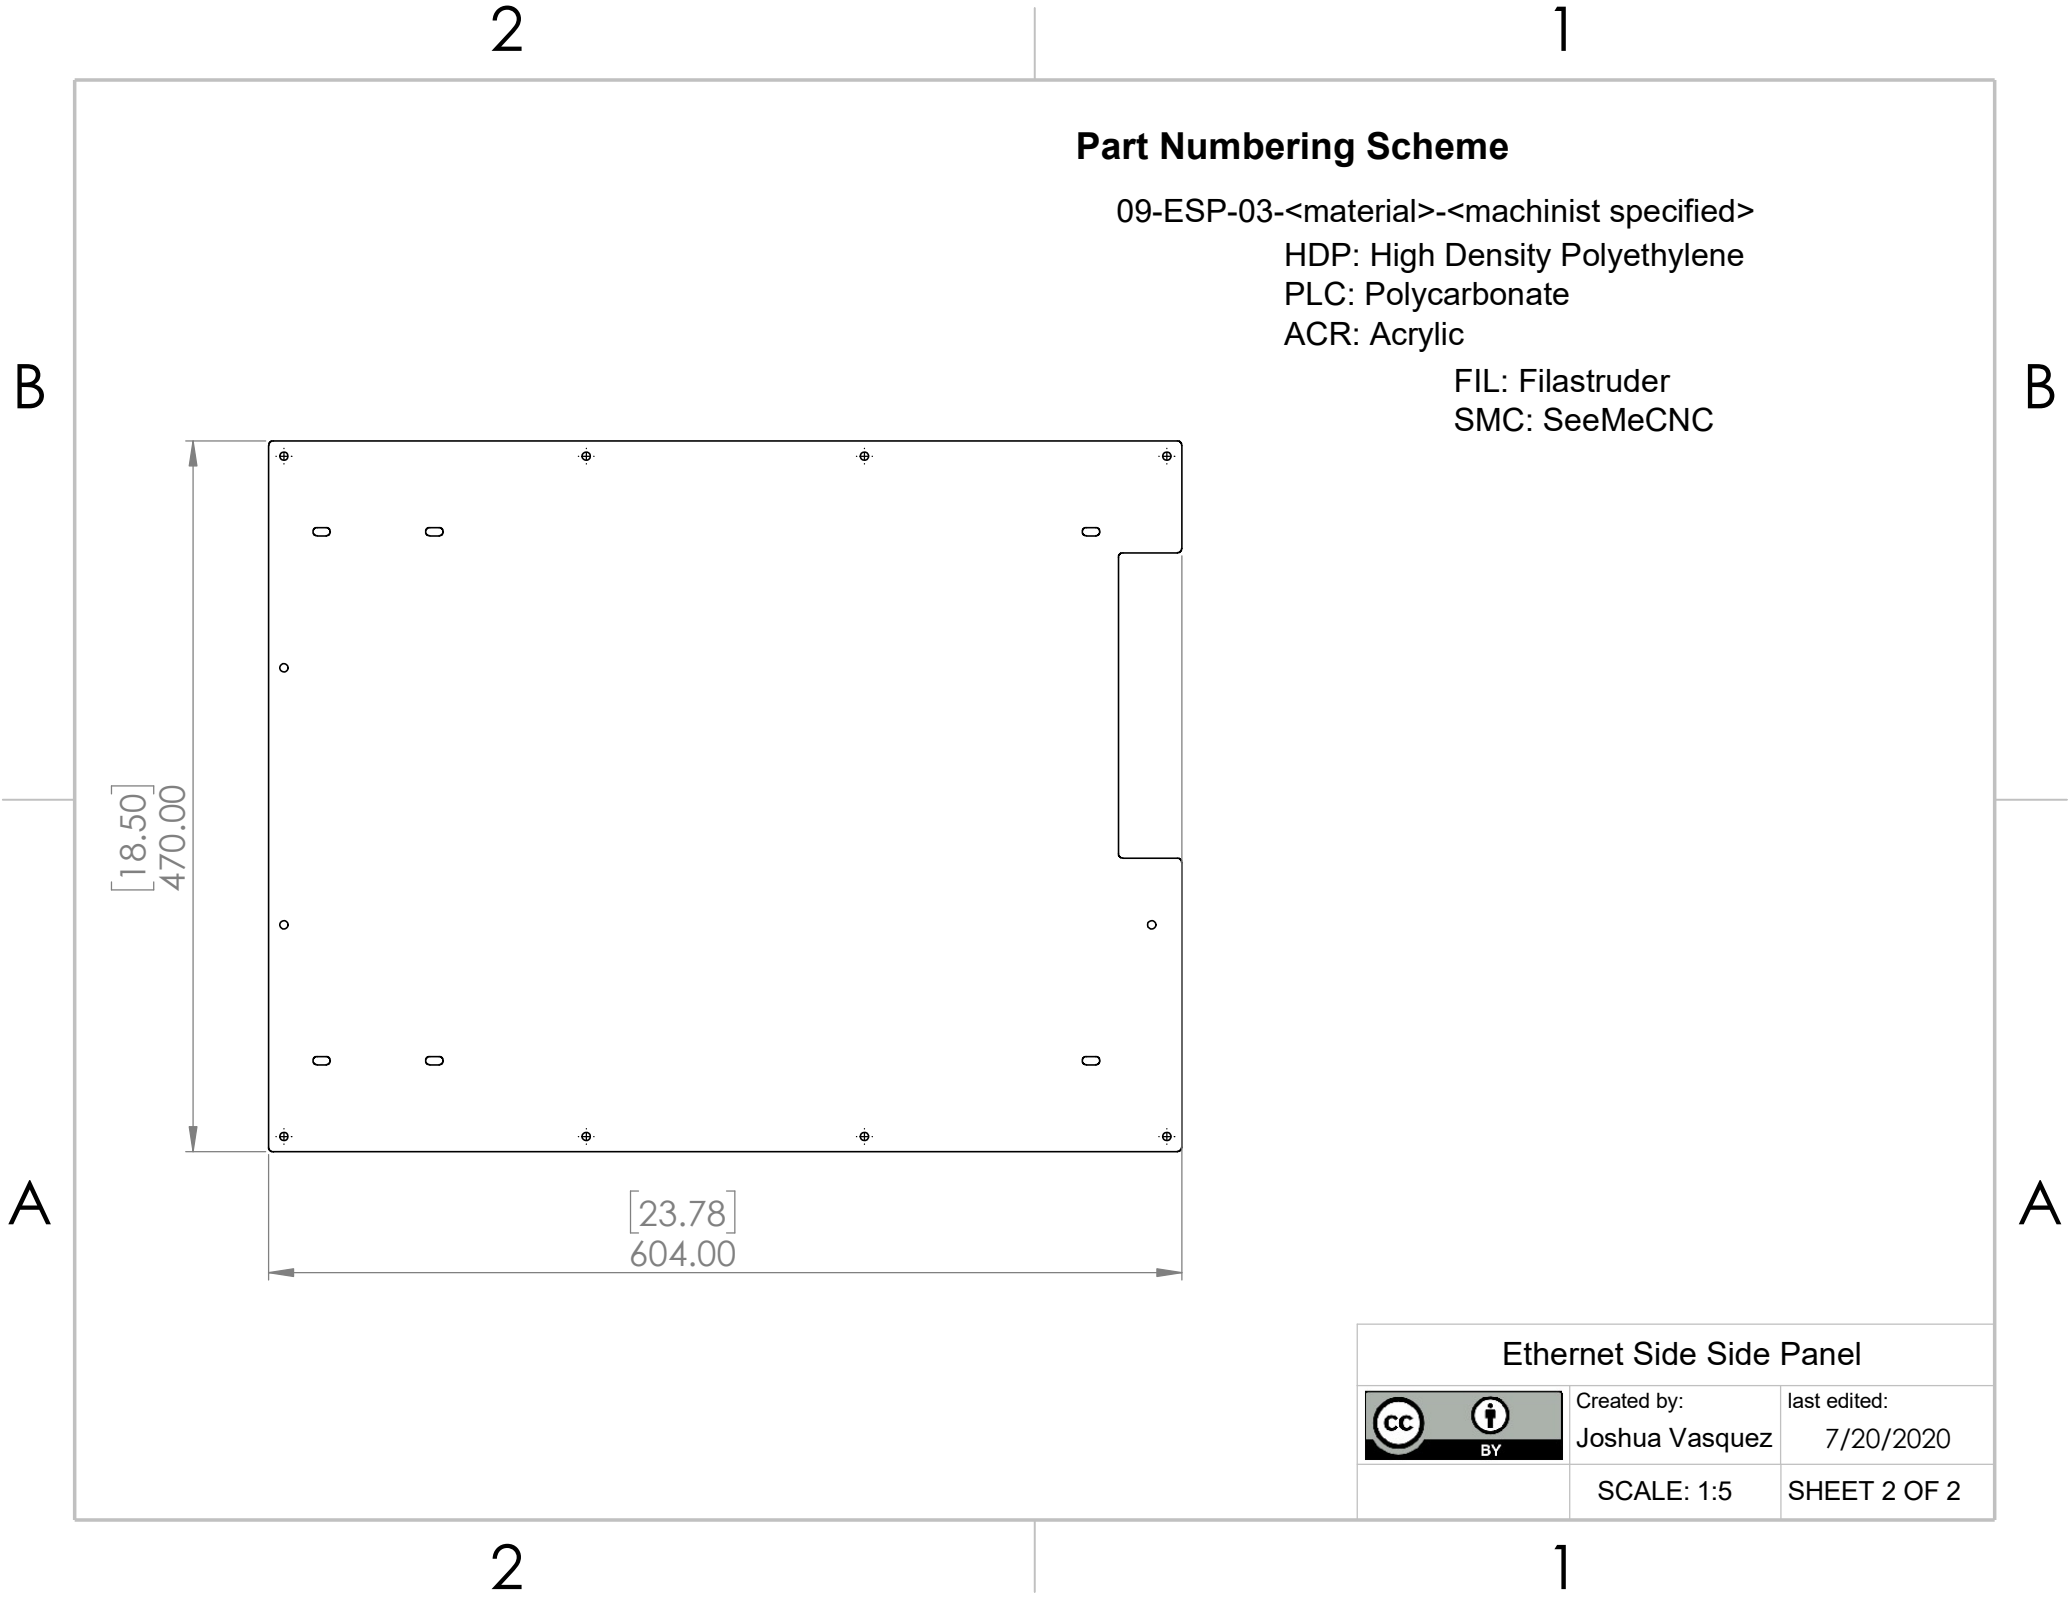 2 1
Part Numbering Scheme
09-ESP-03-<material>-<machinist specified>
HDP: High Density Polyethylene
PLC: Polycarbonate
ACR: Acrylic
FIL: Filastruder
SMC: SeeMeCNC
B B
[18.50]
470.00
[23.78]
604.00
A A
Ethernet Side Side Panel
cc
BY
Created by:
Joshua Vasquez
last edited:
7/20/2020
SCALE: 1:5
SHEET 2 OF 2
2 1